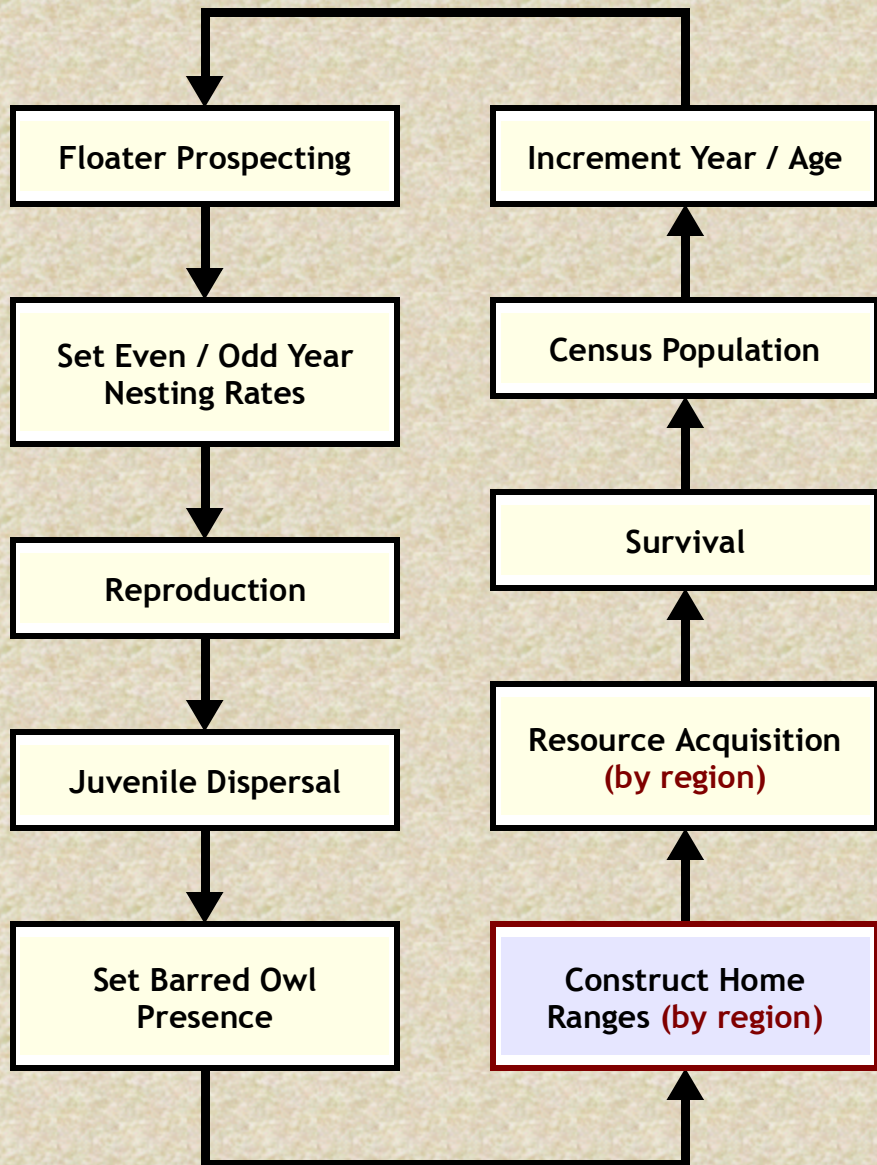 Floater Prospecting
Set Even / Odd Year
Nesting Rates
Reproduction
Juvenile Dispersal
Set Barred Owl
Presence
Increment Year / Age
Census Population
Survival
Resource Acquisition
(by region)
Construct Home
Ranges (by region)